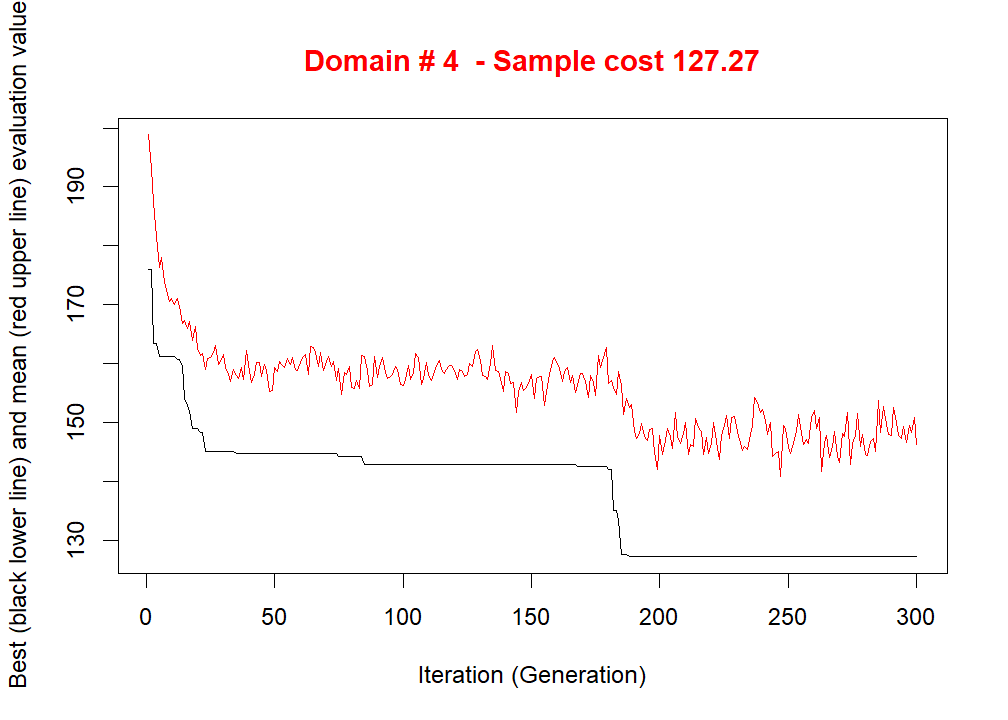 Domain # 4  - Sample cost 127.27
Best (black lower line) and mean (red upper line) evaluation value
190
170
150
130
0 50 100 150 200 250 300
Iteration (Generation)